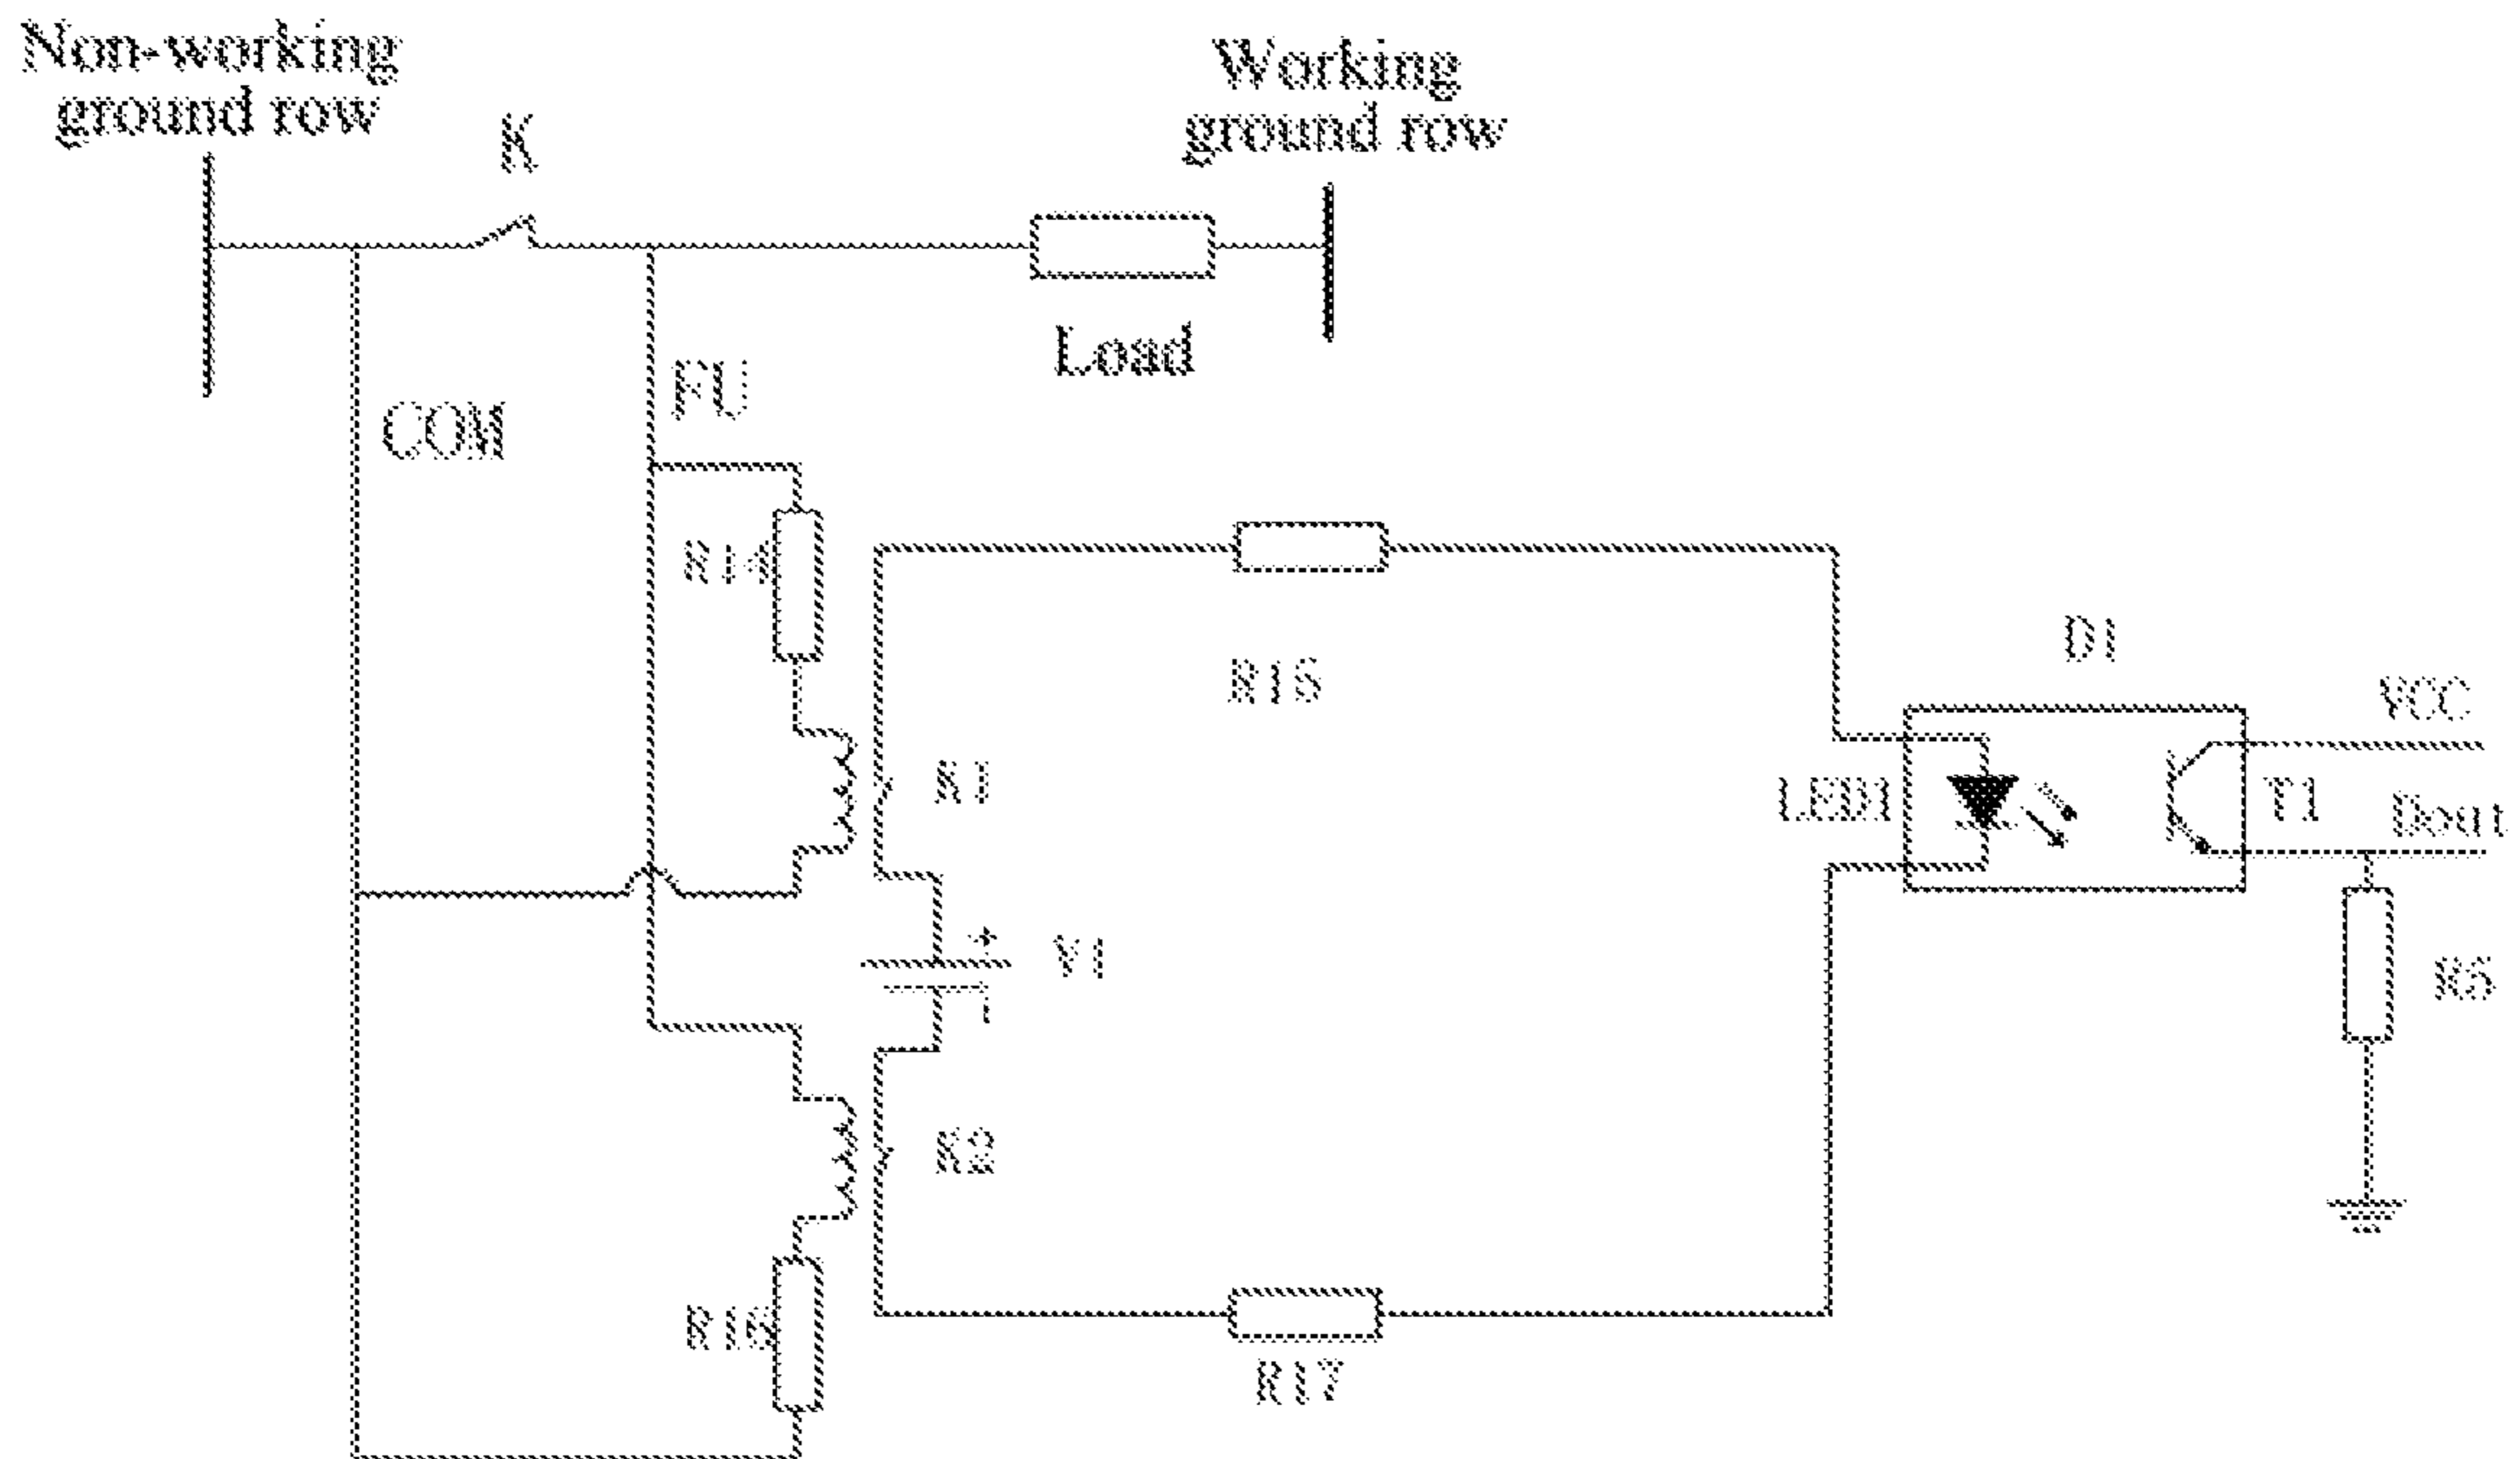 Non-working
ground row
Working
ground row
K
Load
FU
COM
R14
R15
D1
VCC
K1
LED1
T1
Dout
V1
R5
K2
R16
R17